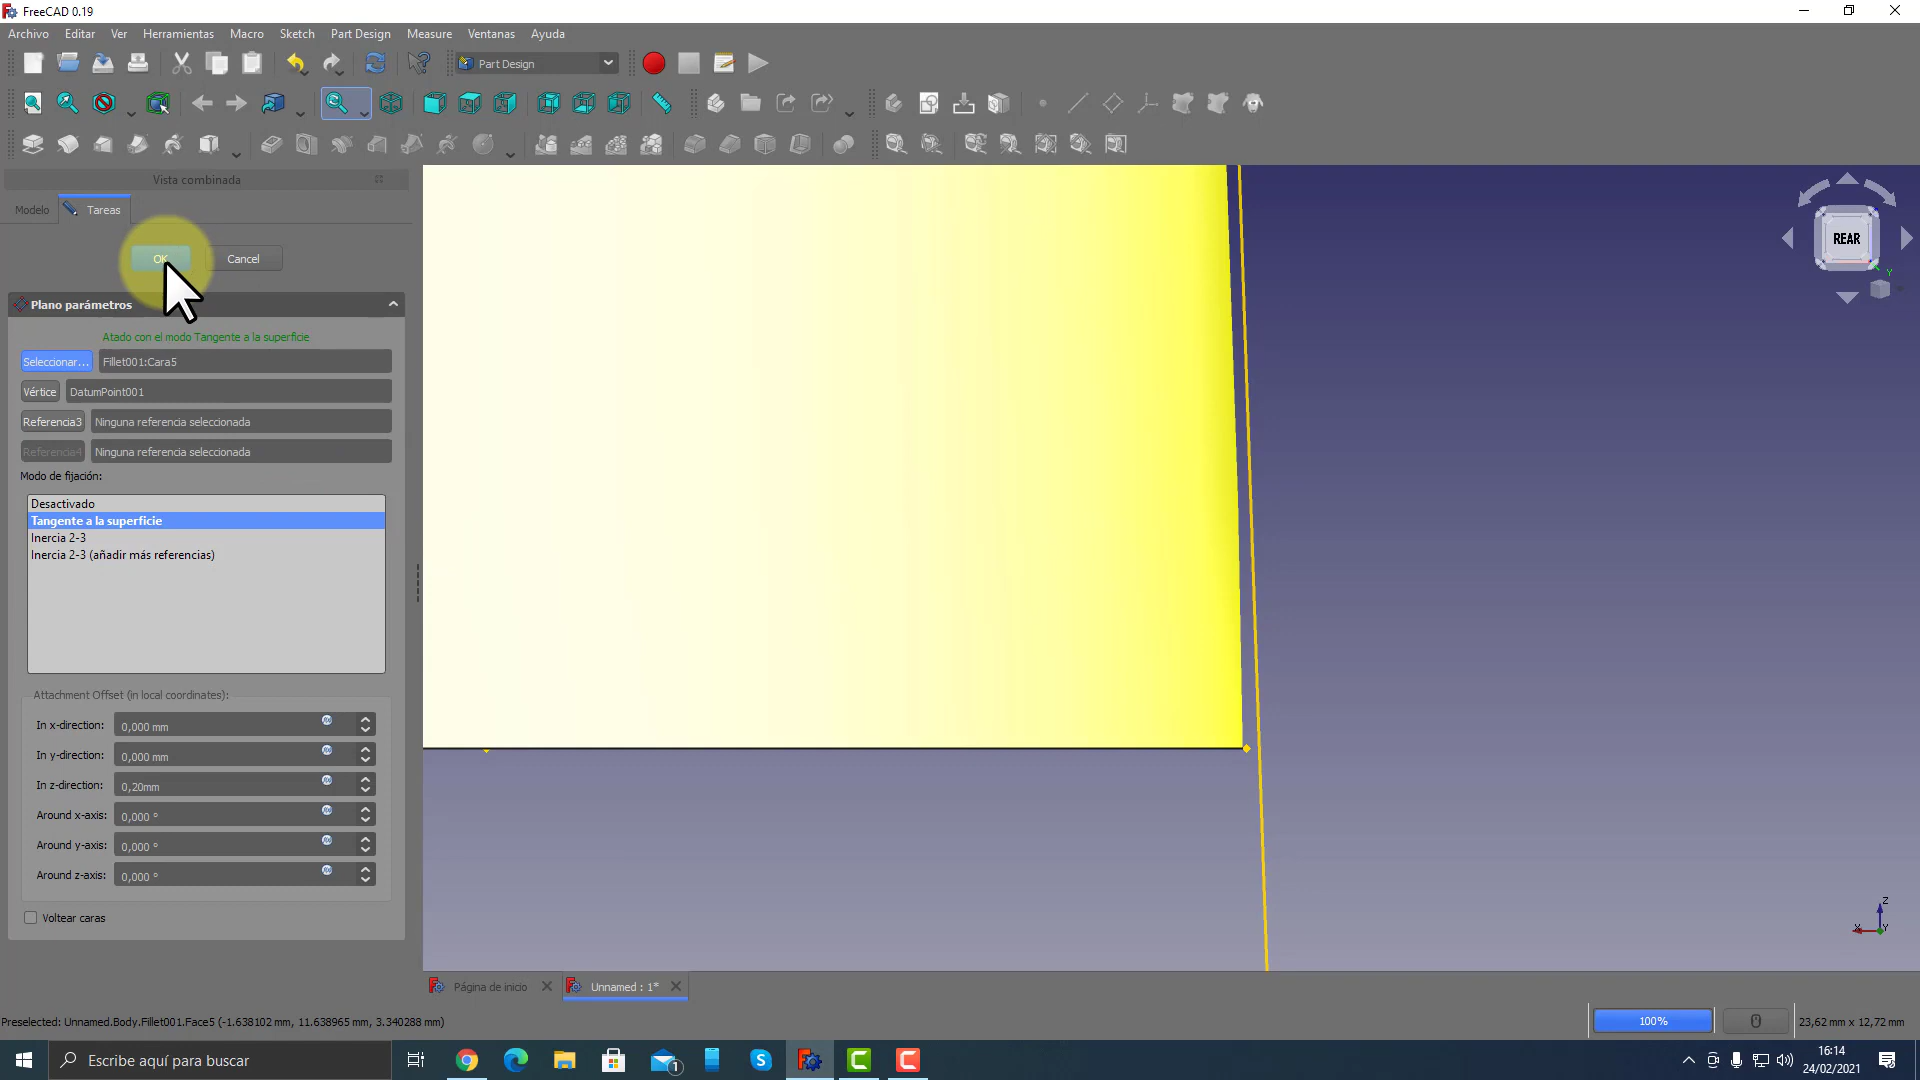 FreeCAD 0.19
Archivo Editar Ver Herramientas Macro Sketch Part Design Measure Ventanas Ayuda
Part Design
Vista combinada
Modelo Tareas
OK Cancel
Plano parámetros
Atado con el modo Tangente a la superficie
Seleccionar... Fillet001:Cara5
Vértice DatumPoint001
Referencia3 Ninguna referencia seleccionada
Referencia4 Ninguna referencia seleccionada
Modo de fijación:
Desactivado
Tangente a la superficie
Inercia 2-3
Inercia 2-3 (añadir más referencias)
Attachment Offset (in local coordinates):
In x-direction: 0,000 mm
In y-direction: 0,000 mm
In z-direction: 0,20mm
Around x-axis: 0,000 °
Around y-axis: 0,000 °
Around z-axis: 0,000 °
Voltear caras
REAR
Y
Z
X Y
Página de inicio Unnamed : 1*
Preselected: Unnamed.Body.Fillet001.Face5 (-1.638102 mm, 11.638965 mm, 3.340288 mm)
100% 23,62 mm x 12,72 mm
Escribe aquí para buscar
1
16:14
24/02/2021